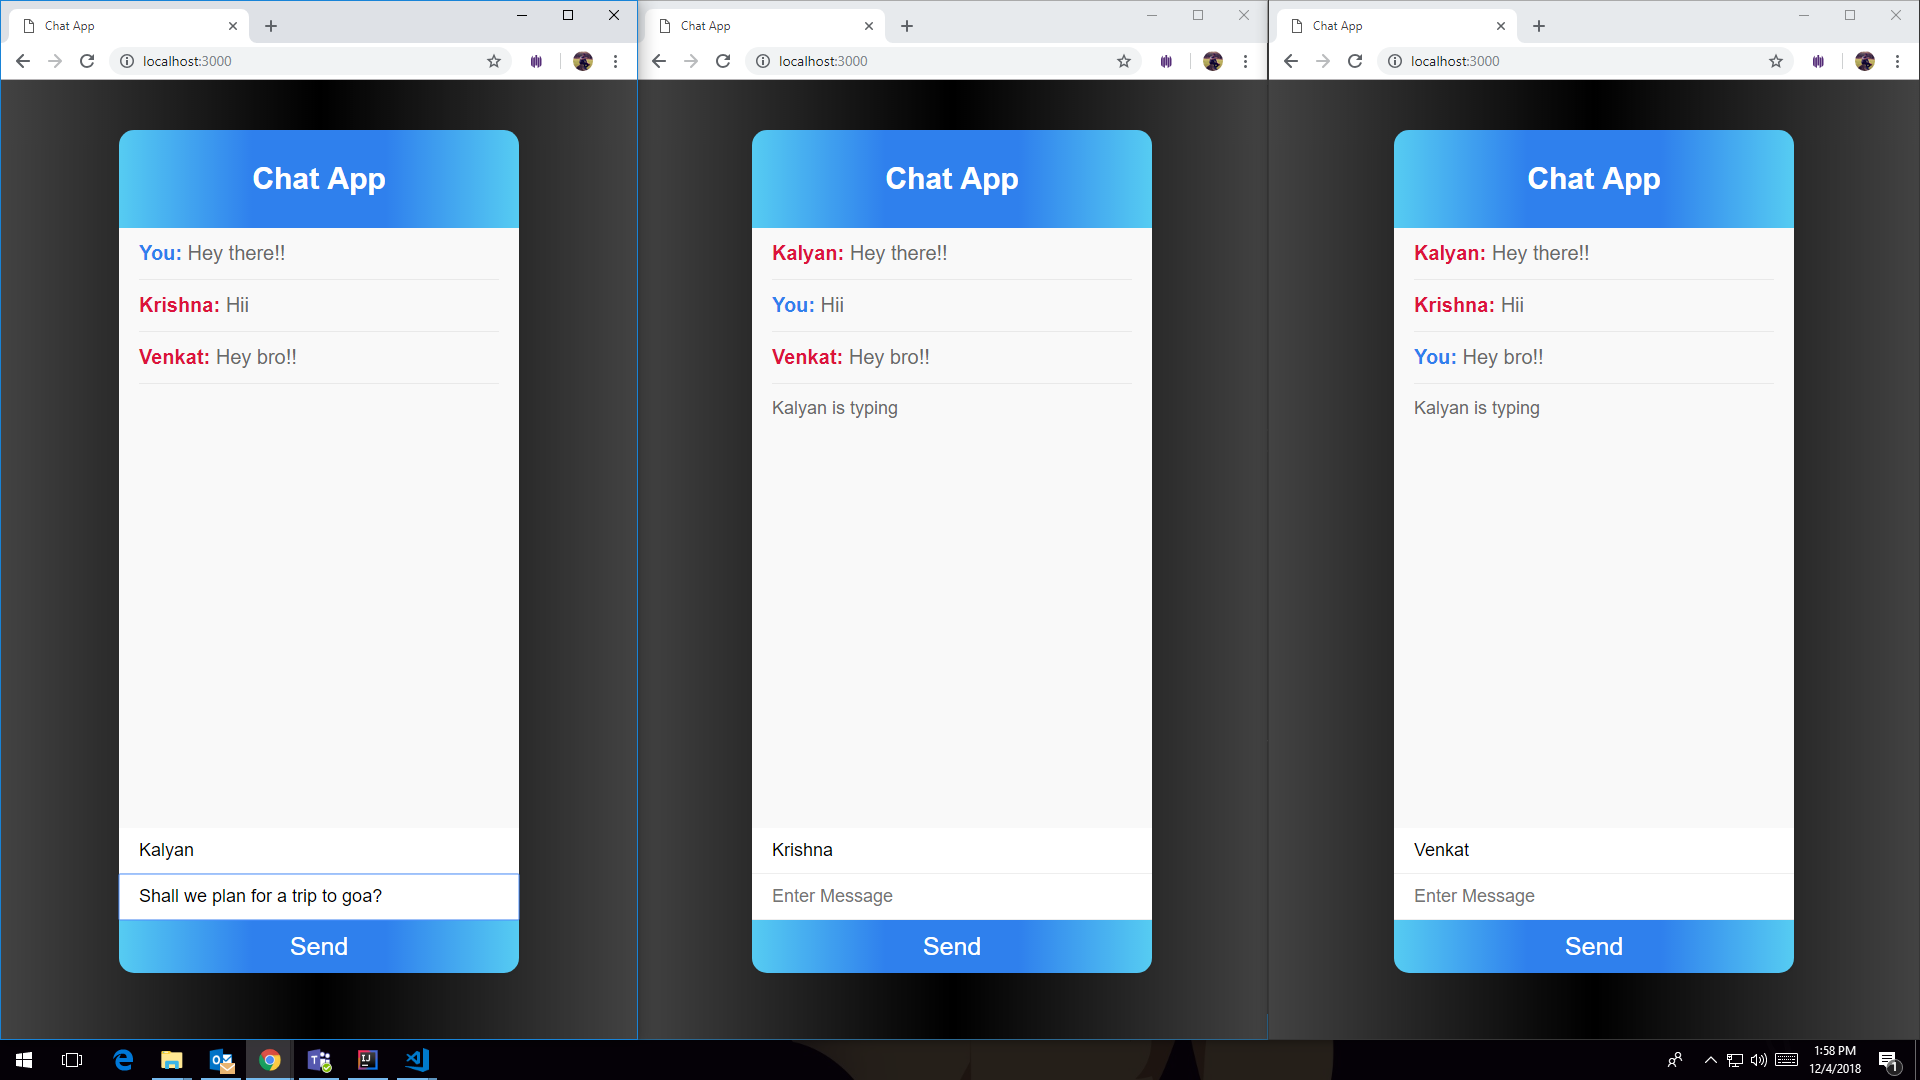 Chat App
localhost:3000
Chat App
You: Hey there!!
Krishna: Hii
Venkat: Hey bro!!
Kalyan
Shall we plan for a trip to goa?
Send
Chat App
localhost:3000
Chat App
Kalyan: Hey there!!
You: Hii
Venkat: Hey bro!!
Kalyan is typing
Krishna
Enter Message
Send
Chat App
localhost:3000
Chat App
Kalyan: Hey there!!
Krishna: Hii
You: Hey bro!!
Kalyan is typing
Venkat
Enter Message
Send
1:58 PM
12/4/2018
1